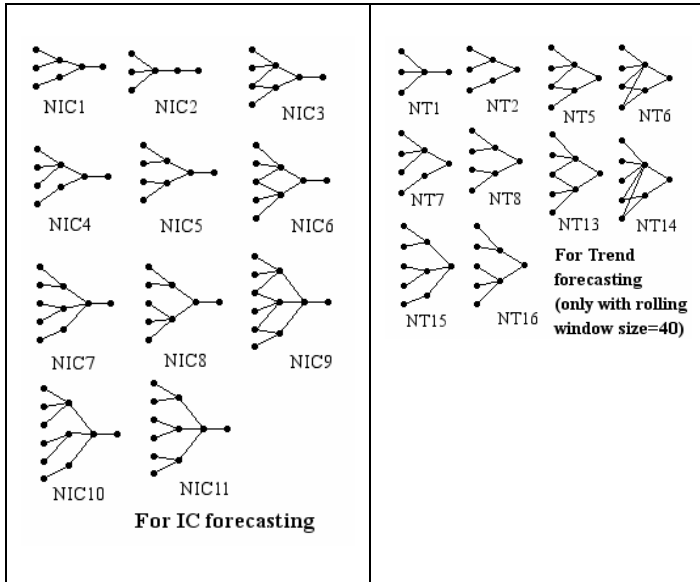 NIC1
NIC2
NIC3
NIC4
NIC5
NIC6
NIC7
NIC8
NIC9
NIC10
NIC11
For IC forecasting
NT1
NT2
NT5
NT6
NT7
NT8
NT13
NT14
NT15
NT16
For Trend
forecasting
(only with rolling
window size=40)